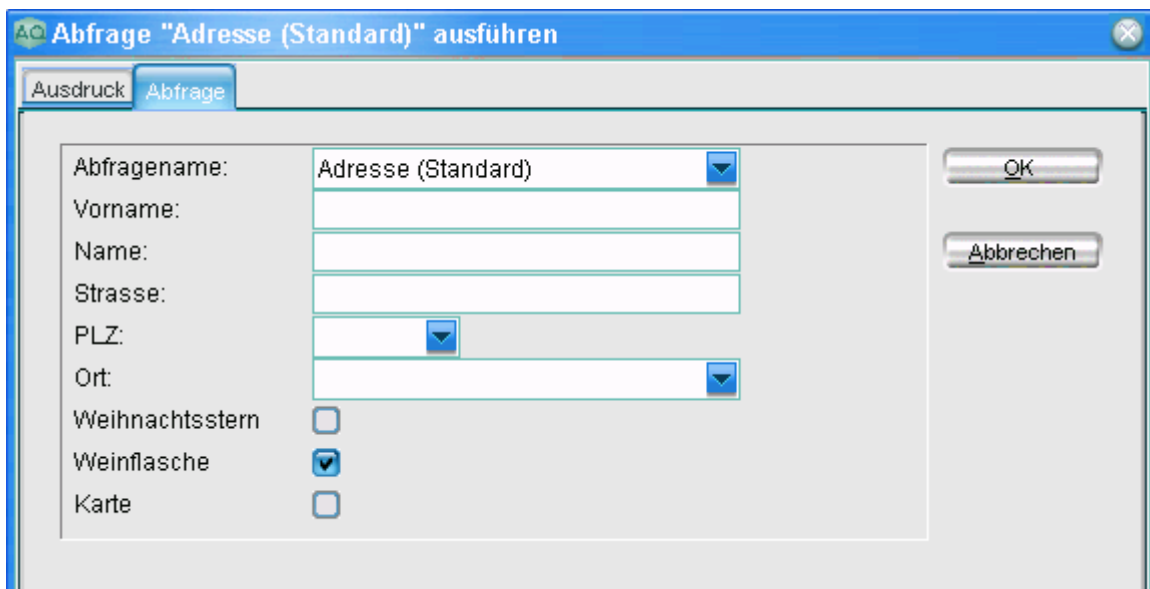 AQ Abfrage "Adresse (Standard)" ausführen
Ausdruck Abfrage
Abfragename: Adresse (Standard)
OK
Vorname:
Name:
Abbrechen
Strasse:
PLZ:
Ort:
Weihnachtsstern
Weinflasche
Karte